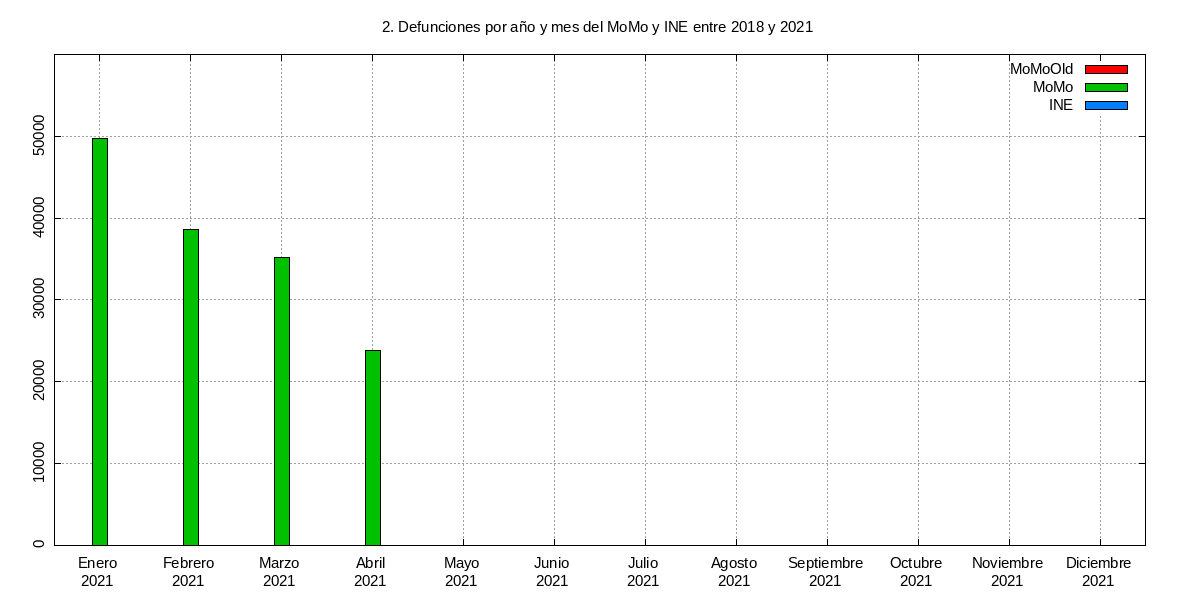 2. Defunciones por año y mes del MoMo y INE entre 2018 y 2021
MoMoOld
MoMo
INE
50000
40000
30000
20000
10000
0
Enero Febrero Marzo Abril Mayo Junio Julio Agosto Septiembre Octubre Noviembre Diciembre
2021 2021 2021 2021 2021 2021 2021 2021 2021 2021 2021 2021